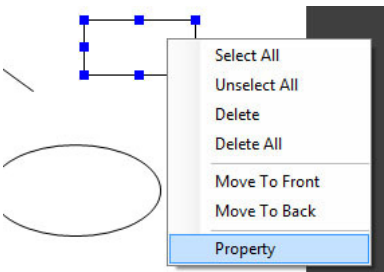 Select All
Unselect All
Delete
Delete All
Move To Front
Move To Back
Property